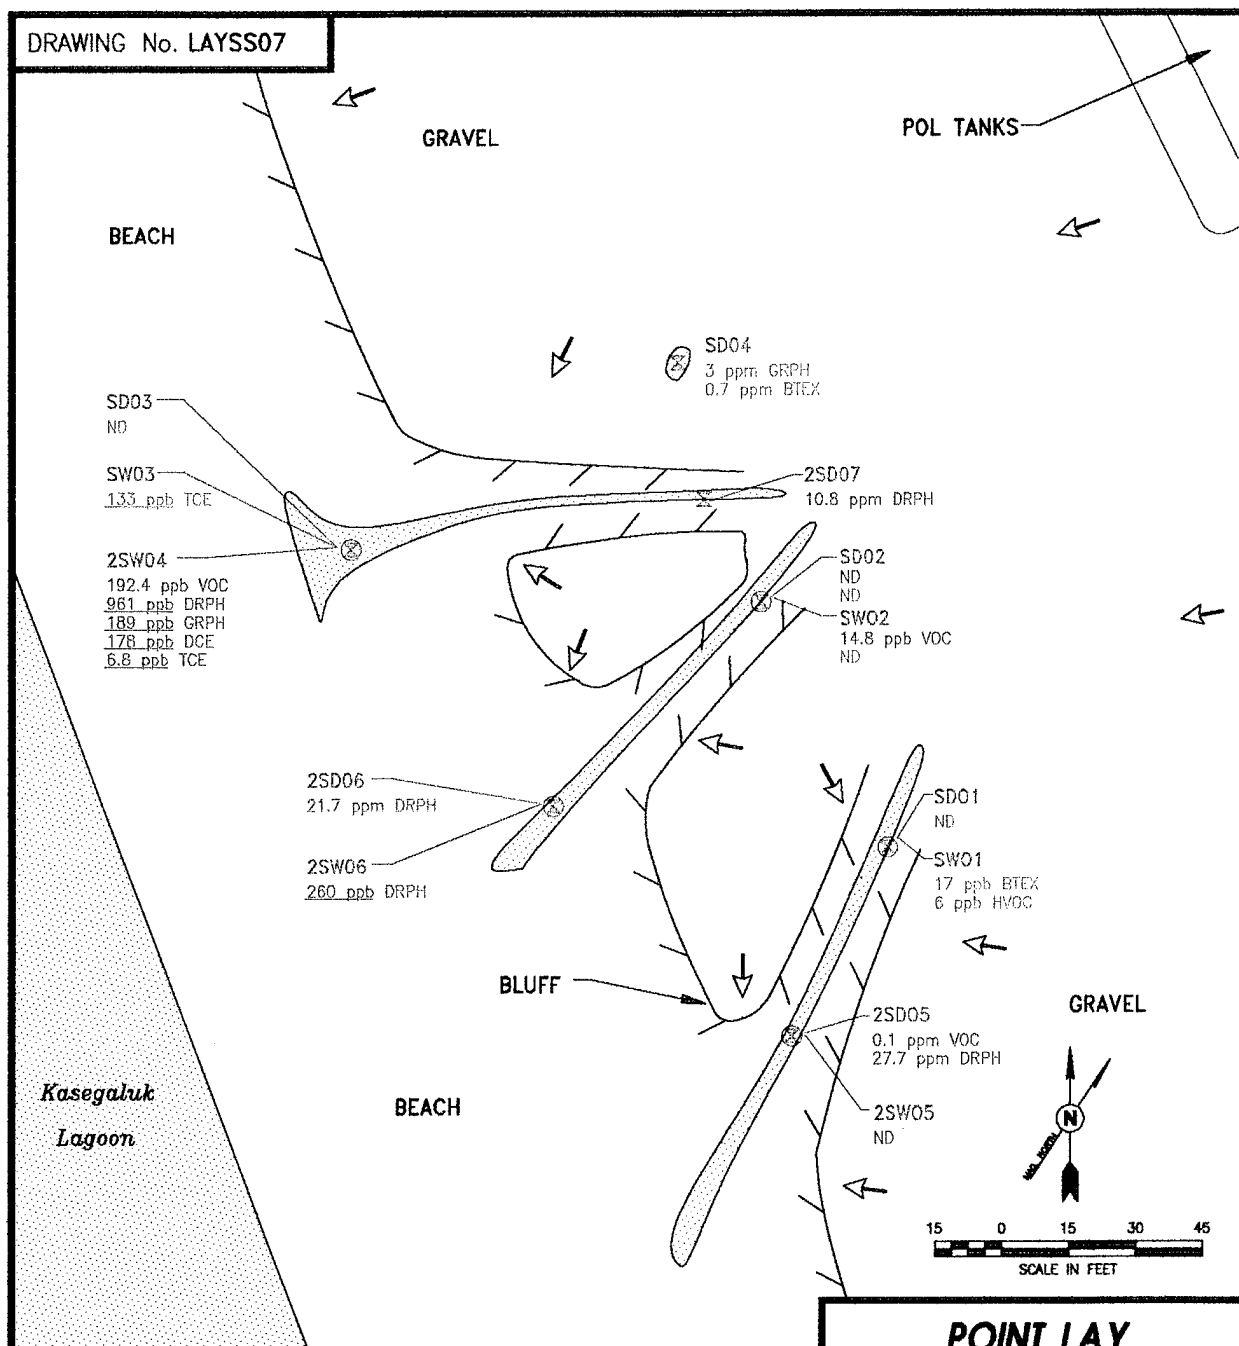 DRAWING No. LAYSS07
GRAVEL
POL TANKS
BEACH
SD04
3 ppm GRPH
0.7 ppm BTEX
SD03
ND
SW03
133 ppb TCE
2SD07
10.8 ppm DRPH
2SW04
192.4 ppb VOC
961 ppb DRPH
189 ppb GRPH
178 ppb DCE
6.8 ppb TCE
SD02
ND
ND
SW02
14.8 ppb VOC
ND
2SD06
21.7 ppm DRPH
2SW06
260 ppb DRPH
SD01
ND
SW01
17 ppb BTEX
6 ppb HVOC
BLUFF
GRAVEL
2SD05
0.1 ppm VOC
27.7 ppm DRPH
2SW05
ND
Kasegaluk
Lagoon
BEACH
N
MAG. NORTH
15 0 15 30 45
SCALE IN FEET
POINT LAY